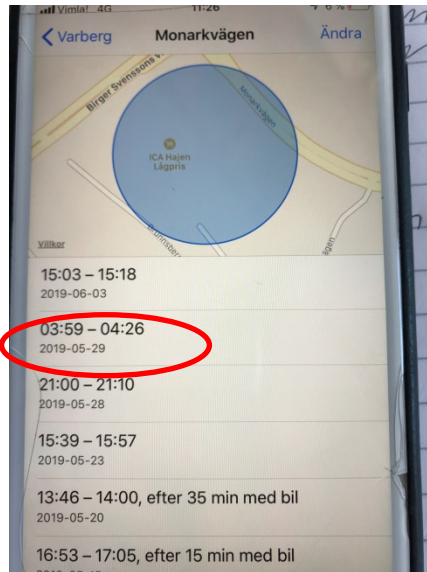 Vimla! 4G 11:26 6 %
Varberg Monarkvägen Ändra
Birger Svenssons
Monarkvägen
ICA Hajen
Lågpris
Villkor
15:03 – 15:18
2019-06-03
03:59 – 04:26
2019-05-29
21:00 – 21:10
2019-05-28
15:39 – 15:57
2019-05-23
13:46 – 14:00, efter 35 min med bil
2019-05-20
16:53 – 17:05, efter 15 min med bil